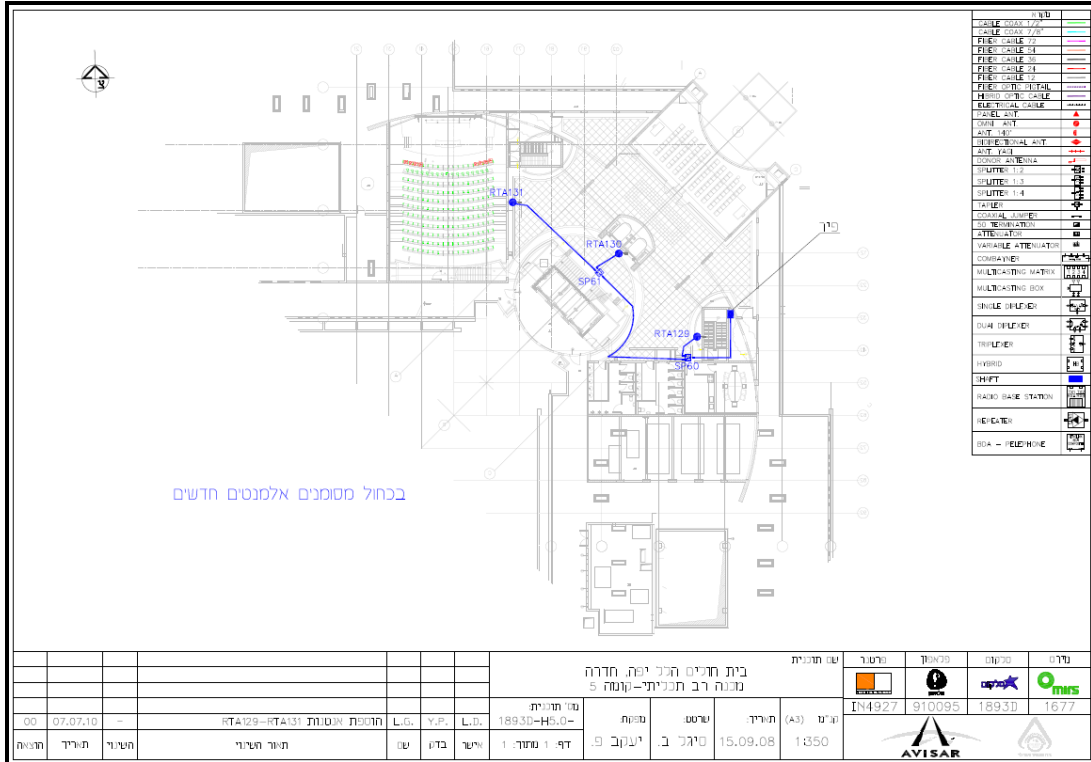 מקרא
CABLE COAX 1/2"
CABLE COAX 7/8"
FIBER CABLE 72
FIBER CABLE 54
FIBER CABLE 36
FIBER CABLE 24
FIBER CABLE 12
FIBER OPTIC PIGTAIL
HIBRID OPTIC CABLE
ELECTRICAL CABLE
PANEL ANT.
OMNI ANT.
ANT. 140°
BIDIRECTIONAL ANT.
ANT. YAGI
DONOR ANTENNA
SPLITTER 1:2
SPLITTER 1:3
SPLITTER 1:4
TAPLER
COAXIAL JUMPER
50 TERMINATION
ATTENUATOR
VARIABLE ATTENUATOR
COMBAYNER
MULTICASTING MATRIX
MULTICASTING BOX
SINGLE DIPLEXER
DUAL DIPLEXER
TRIPLEXER
HYBRID
SHAFT
RADIO BASE STATION
REPEATER
BDA – PELEPHONE
RTA131
RTA130
SP61
פיר
RTA129
SP60
בכחול מסומנים אלמנטים חדשים
שם תוכנית
בית חולים הלל יפה, חדרה
מבנה רב תכליתי-קומה 5
מס' תוכנית:
1893D-H5.0-
דף: 1 מתוך: 1
מפקח:
יעקב פ.
שרטט:
סיגל ב.
תאריך:
15.09.08
קנ"מ (A3)
1:350
פרטנר
פלאפון
סלקום
מירס
סלקום
mirs
IN4927
910095
1893D
1677
AVISAR
00 07.07.10 - הוספת אנטנות RTA129-RTA131 L.G. Y.P. L.D.
הוצאה תאריך השינוי תאור השינוי שם בדק אישר